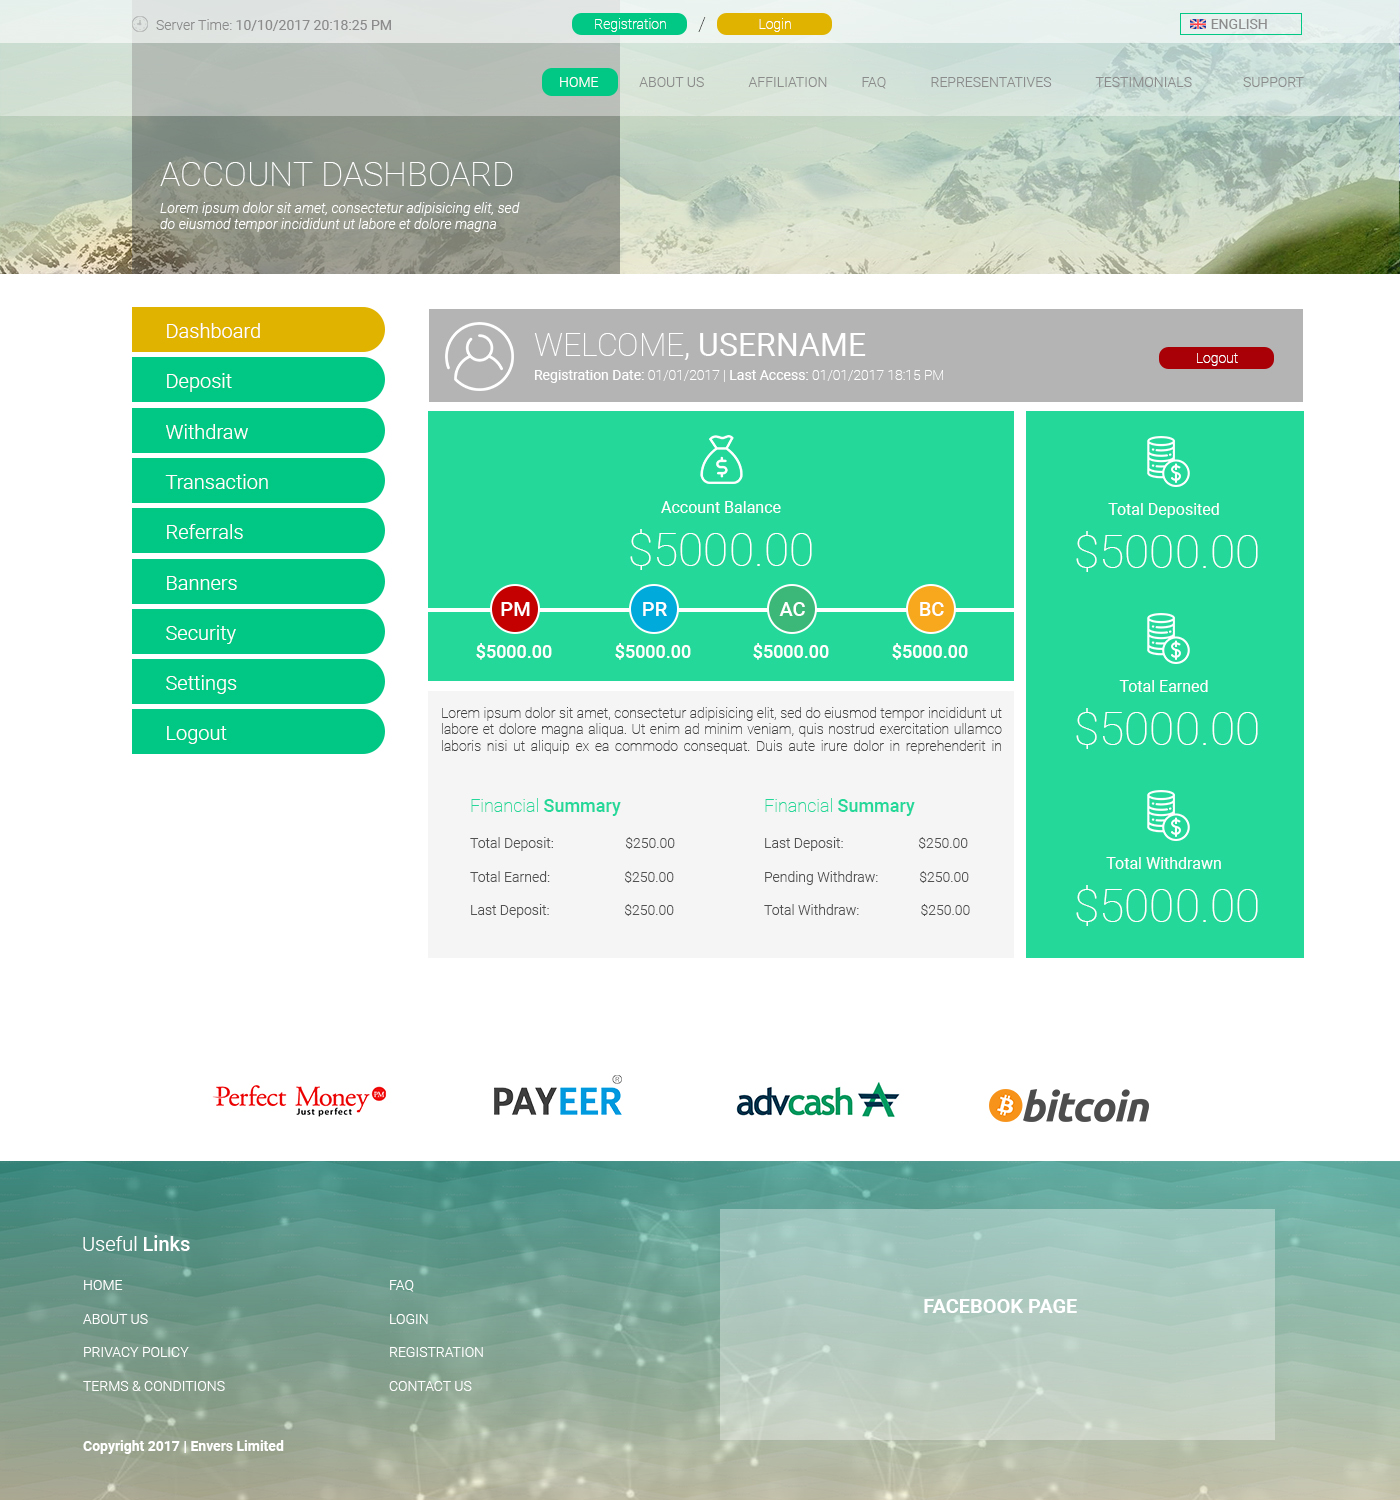 Server Time: 10/10/2017 20:18:25 PM
Registration / Login
ENGLISH
HOME ABOUT US AFFILIATION FAQ REPRESENTATIVES TESTIMONIALS SUPPORT
ACCOUNT DASHBOARD
Lorem ipsum dolor sit amet, consectetur adipisicing elit, sed
do eiusmod tempor incididunt ut labore et dolore magna
Dashboard
Deposit
Withdraw
Transaction
Referrals
Banners
Security
Settings
Logout
WELCOME, USERNAME
Registration Date: 01/01/2017 | Last Access: 01/01/2017 18:15 PM
Logout
Account Balance
$5000.00
PM PR AC BC
$5000.00 $5000.00 $5000.00 $5000.00
Total Deposited
$5000.00
Total Earned
$5000.00
Total Withdrawn
$5000.00
Lorem ipsum dolor sit amet, consectetur adipisicing elit, sed do eiusmod tempor incididunt ut
labore et dolore magna aliqua. Ut enim ad minim veniam, quis nostrud exercitation ullamco
laboris nisi ut aliquip ex ea commodo consequat. Duis aute irure dolor in reprehenderit in
Financial Summary
Total Deposit: $250.00
Total Earned: $250.00
Last Deposit: $250.00
Financial Summary
Last Deposit: $250.00
Pending Withdraw: $250.00
Total Withdraw: $250.00
Perfect Money PM
Just perfect
PAYEER ®
advcash
bitcoin
Useful Links
HOME
ABOUT US
PRIVACY POLICY
TERMS & CONDITIONS
FAQ
LOGIN
REGISTRATION
CONTACT US
FACEBOOK PAGE
Copyright 2017 | Envers Limited